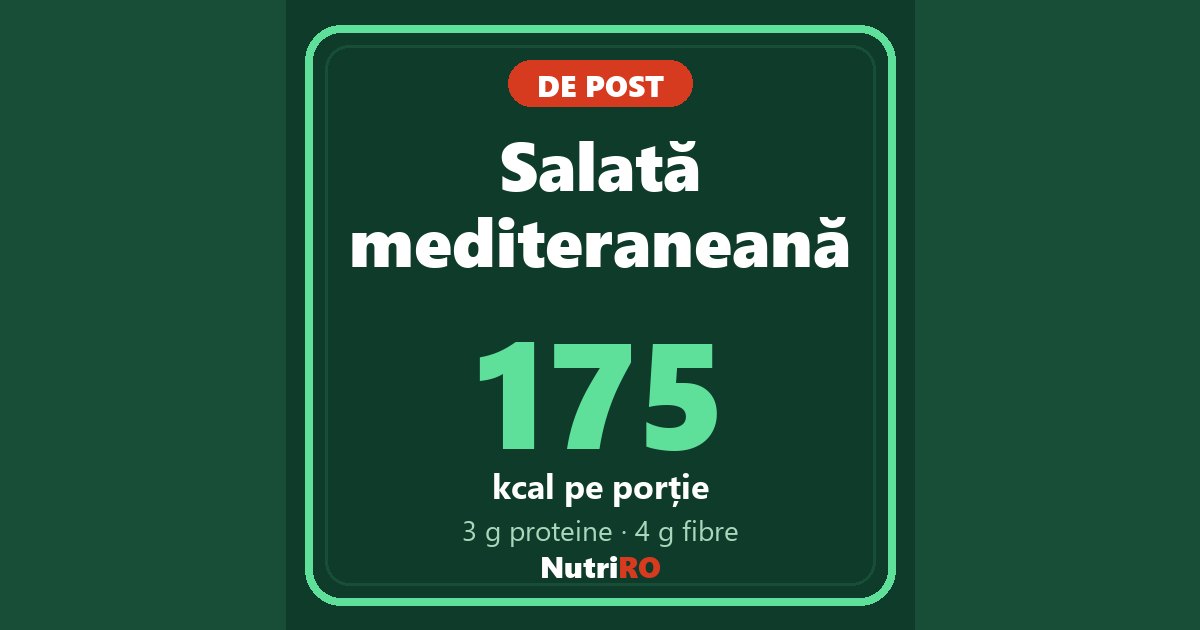 DE POST
Salată
mediteraneană
175
kcal pe porție
3 g proteine · 4 g fibre
NutriRO